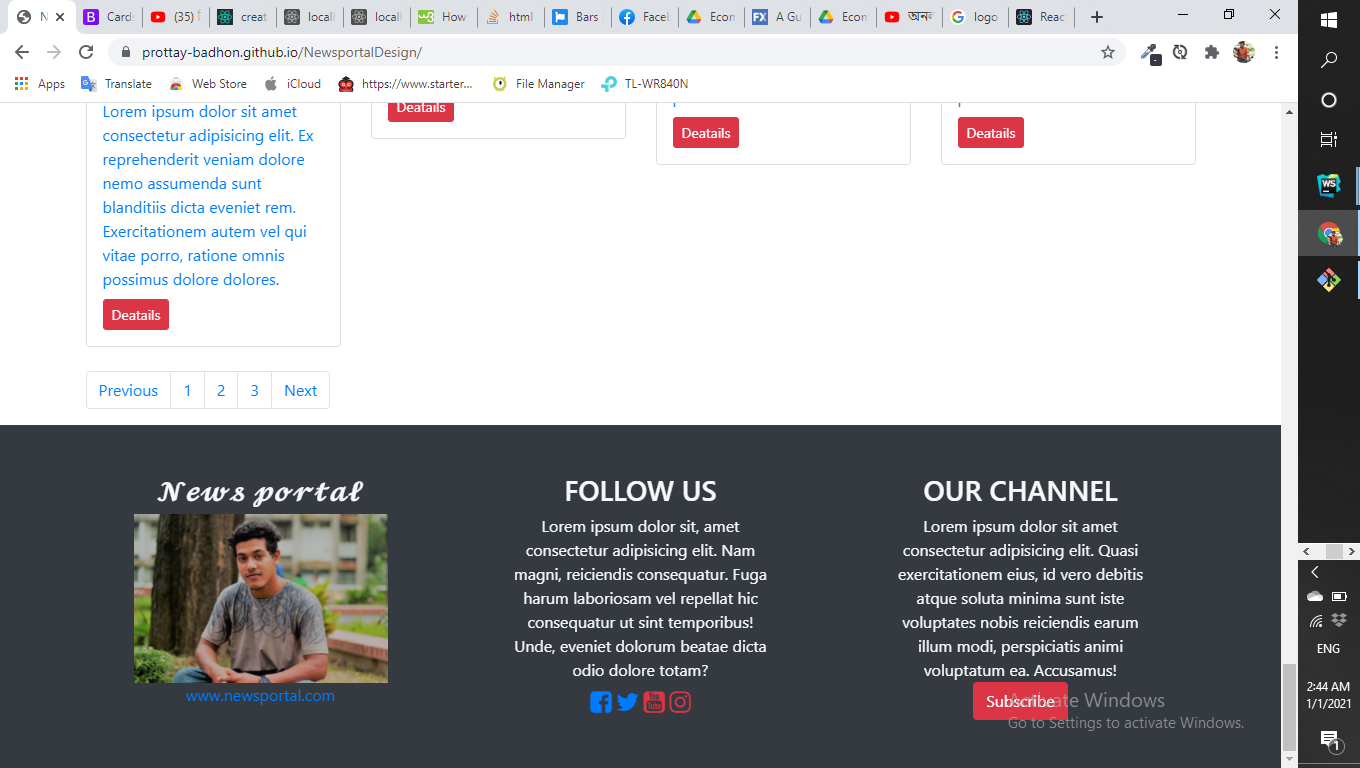 N
Card
(35) f
creat
locall
locall
How
html
Bars
Faceb
Econ
A Gu
Econ
logo
Reac
prottay-badhon.github.io/NewsportalDesign/
Apps
Translate
Web Store
iCloud
https://www.starter...
File Manager
TL-WR840N
WS
Lorem ipsum dolor sit amet
consectetur adipisicing elit. Ex
reprehenderit veniam dolore
nemo assumenda sunt
blanditiis dicta eveniet rem.
Exercitationem autem vel qui
vitae porro, ratione omnis
possimus dolore dolores.
Deatails
Deatails
Deatails
Deatails
Previous 1 2 3 Next
News portal
www.newsportal.com
FOLLOW US
Lorem ipsum dolor sit, amet
consectetur adipisicing elit. Nam
magni, reiciendis consequatur. Fuga
harum laboriosam vel repellat hic
consequatur ut sint temporibus!
Unde, eveniet dolorum beatae dicta
odio dolore totam?
OUR CHANNEL
Lorem ipsum dolor sit amet
consectetur adipisicing elit. Quasi
exercitationem eius, id vero debitis
atque soluta minima sunt iste
voluptates nobis reiciendis earum
illum modi, perspiciatis animi
voluptatum ea. Accusamus!
Subscribe
Activate Windows
Go to Settings to activate Windows.
ENG
2:44 AM
1/1/2021
1